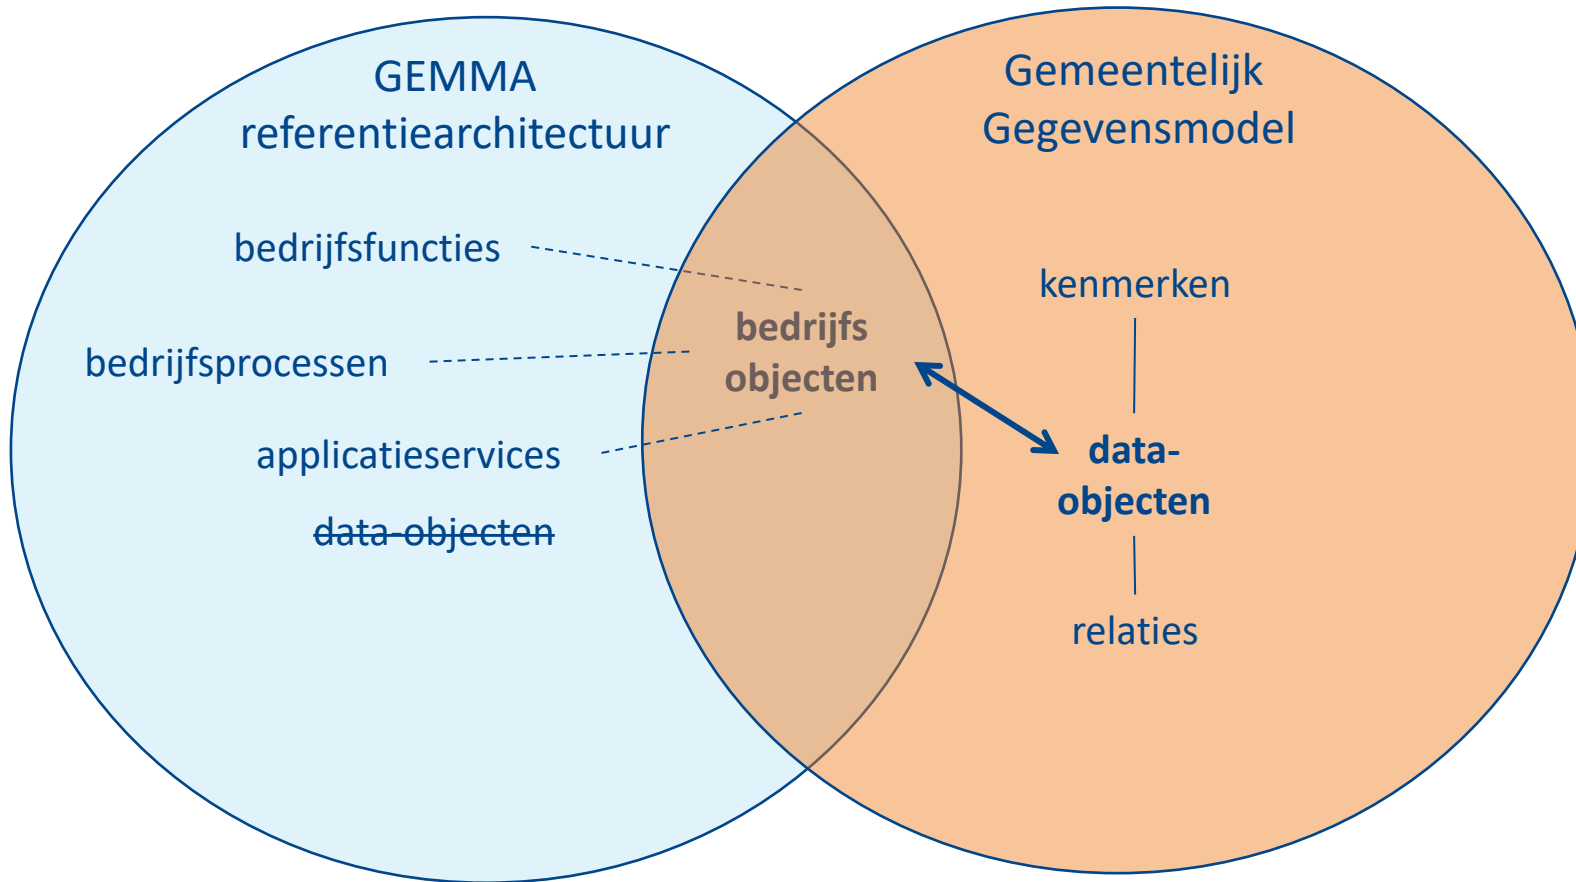 GEMMA
referentiearchitectuur
bedrijfsfuncties
bedrijfsprocessen
applicatieservices
data-objecten
bedrijfs
objecten
Gemeentelijk
Gegevensmodel
kenmerken
data-
objecten
relaties